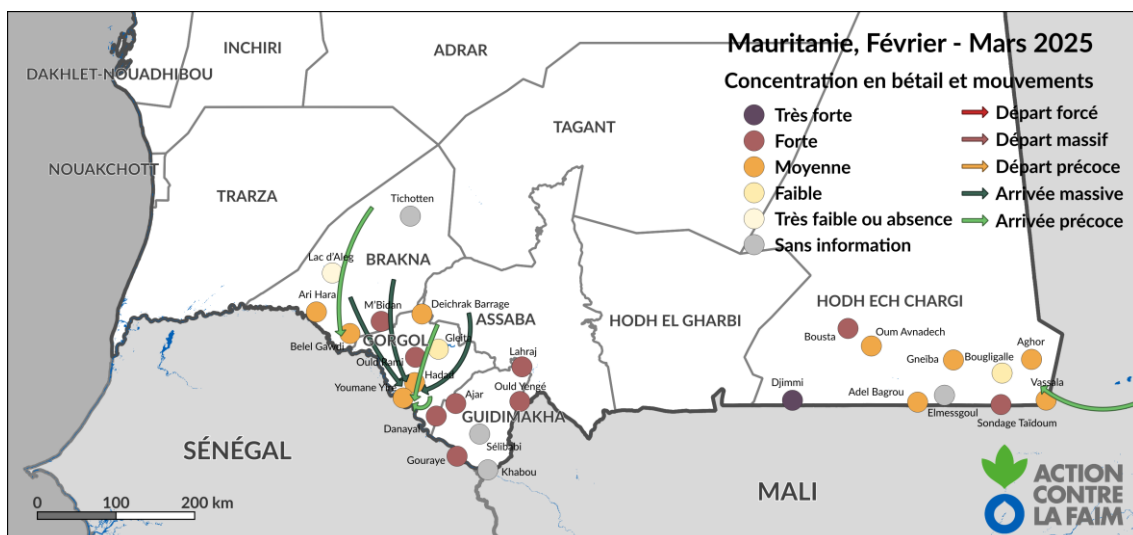 Mauritanie, Février - Mars 2025
Concentration en bétail et mouvements
Très forte
Forte
Moyenne
Faible
Très faible ou absence
Sans information
Départ forcé
Départ massif
Départ précoce
Arrivée massive
Arrivée précoce
INCHIRI
ADRAR
DAKHLET-NOUADHIBOU
TAGANT
NOUAKCHOTT
TRARZA
Tichotten
Lac d'Aleg
BRAKNA
Ari Hara
M'Bidan
Deichrak Barrage
ASSABA
HODH EL GHARBI
HODH ECH CHARGI
Belel Gawdi
GORGOL
Gleita
Ould Rami
Hadad
Youmane Yiré
Lahraj
Ould Yengé
Ajar
GUIDIMAKHA
Danayal
Sélibabi
Gouraye
Khabou
Bousta
Oum Avnadech
Gneïba
Bougligalle
Aghor
Djimmi
Adel Bagrou
Elmessgoul
Vassala
Sondage Taïdoum
SÉNÉGAL
MALI
0 100 200 km
ACTION
CONTRE
LA FAIM